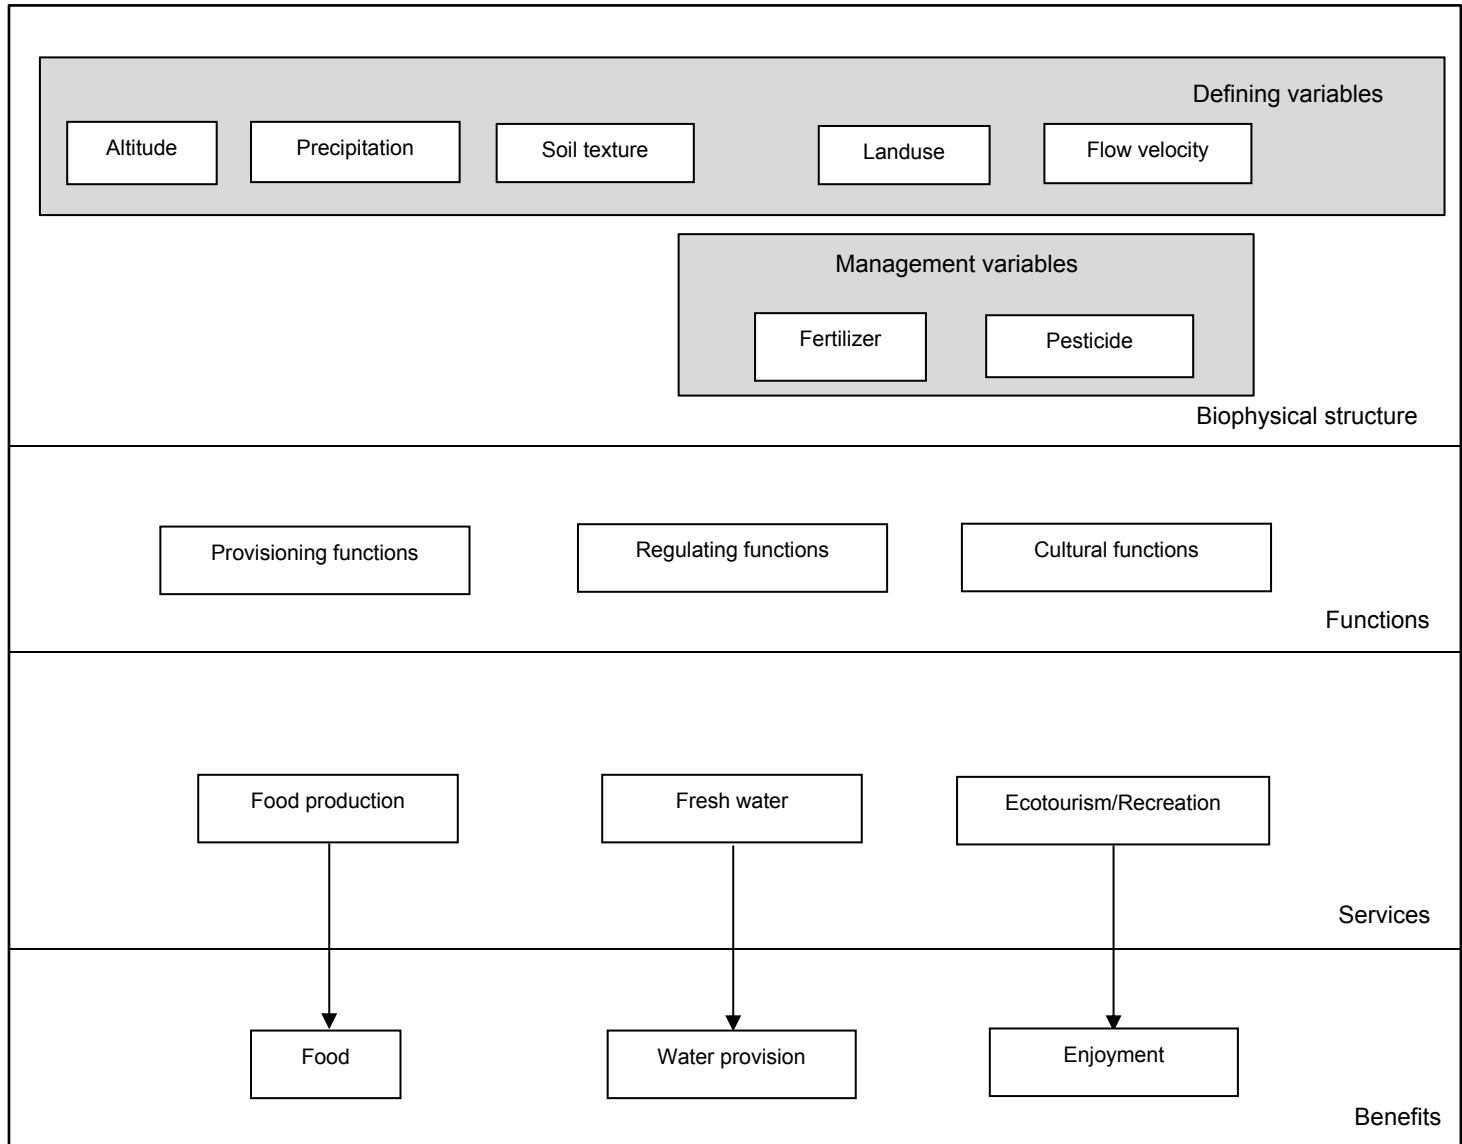 Defining variables
Altitude
Precipitation
Soil texture
Landuse
Flow velocity
Management variables
Fertilizer
Pesticide
Biophysical structure
Provisioning functions
Regulating functions
Cultural functions
Functions
Food production
Fresh water
Ecotourism/Recreation
Services
Food
Water provision
Enjoyment
Benefits